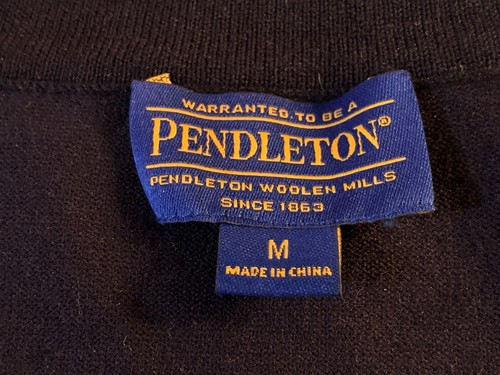 WARRANTED. TO BE A
PENDLETON®
PENDLETON WOOLEN MILLS
SINCE 1863
M
MADE IN CHINA